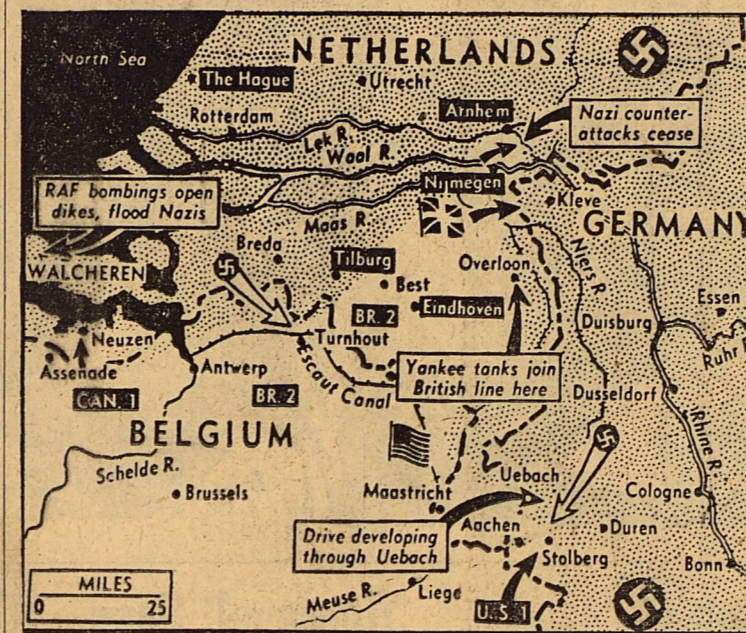 North Sea
NETHERLANDS
The Hague
Utrecht
Rotterdam
Arnhem
Nazi counter-
attacks cease
Lek R.
Waal R.
RAF bombings open
dikes, flood Nazis
Nijmegen
Kleve
Maas R.
GERMANY
Breda
WALCHEREN
Tilburg
Overloon
Niers R.
Best
Essen
BR. 2
Eindhoven
Duisburg
Neuzen
Turnhout
Ruhr R.
Assenade
Antwerp
Escaut Canal
Yankee tanks join
British line here
CAN. 1
BR. 2
Dusseldorf
BELGIUM
Rhine R.
Schelde R.
Uebach
Brussels
Maastricht
Cologne
Drive developing
through Uebach
Aachen
Duren
Stolberg
Bonn
MILES
0 25
Meuse R.
Liege
U.S. 1